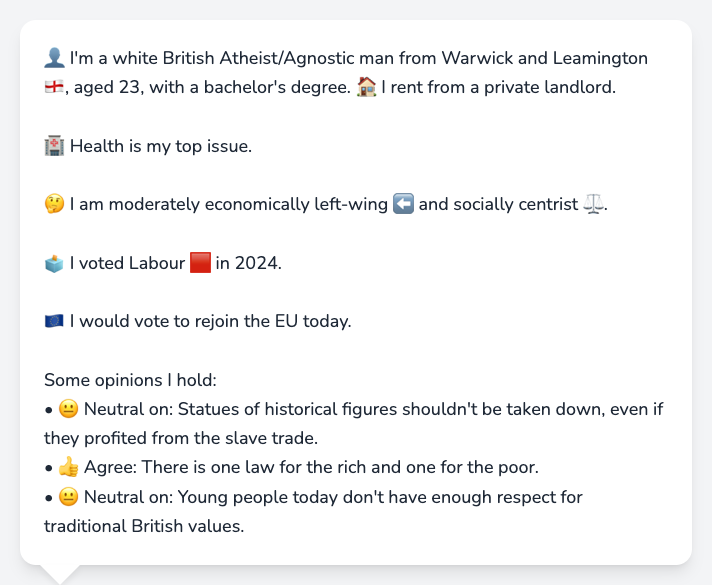 👤 I'm a white British Atheist/Agnostic man from Warwick and Leamington
🏴󠁧󠁢󠁥󠁮󠁧󠁿, aged 23, with a bachelor's degree. 🏠 I rent from a private landlord.
🏥 Health is my top issue.
🤔 I am moderately economically left-wing ⬅️ and socially centrist ⚖️.
🗳️ I voted Labour 🟥 in 2024.
🇪🇺 I would vote to rejoin the EU today.
Some opinions I hold:
• 😐 Neutral on: Statues of historical figures shouldn't be taken down, even if
they profited from the slave trade.
• 👍 Agree: There is one law for the rich and one for the poor.
• 😐 Neutral on: Young people today don't have enough respect for
traditional British values.